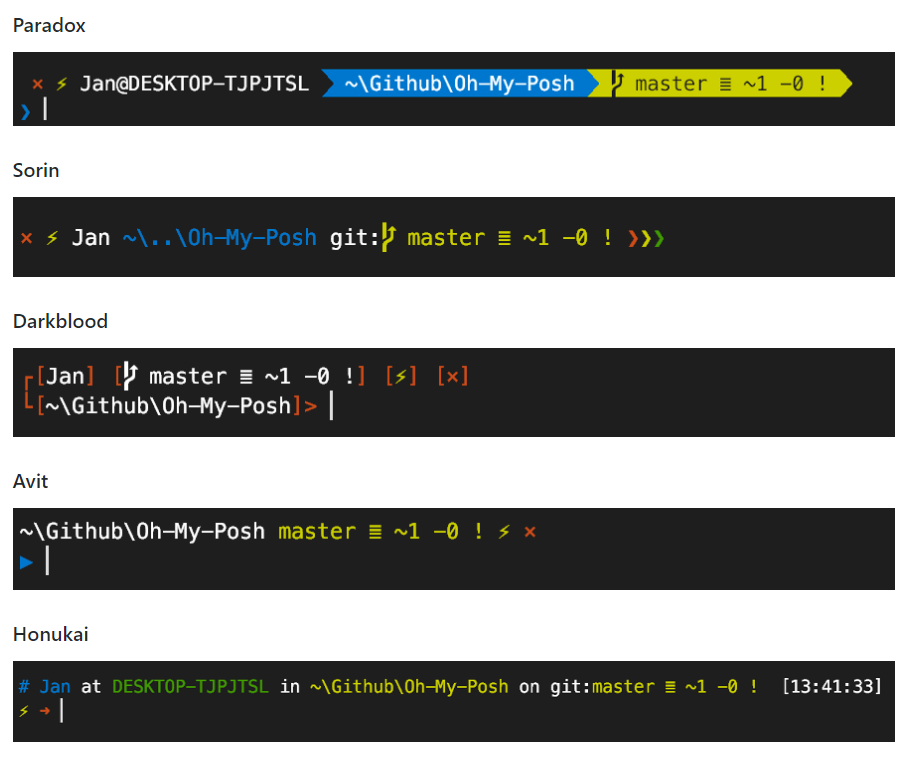 Paradox
× ⚡ Jan@DESKTOP-TJPJTSL ~\Github\Oh-My-Posh master ≣ ~1 -0 !
❯
Sorin
× ⚡ Jan ~\..\Oh-My-Posh git: master ≣ ~1 -0 ! ❯❯❯
Darkblood
┌[Jan] [ master ≣ ~1 -0 !] [⚡] [×]
└[~\Github\Oh-My-Posh]>
Avit
~\Github\Oh-My-Posh master ≣ ~1 -0 ! ⚡ ×
▶
Honukai
# Jan at DESKTOP-TJPJTSL in ~\Github\Oh-My-Posh on git:master ≣ ~1 -0 ! [13:41:33]
⚡ ➜